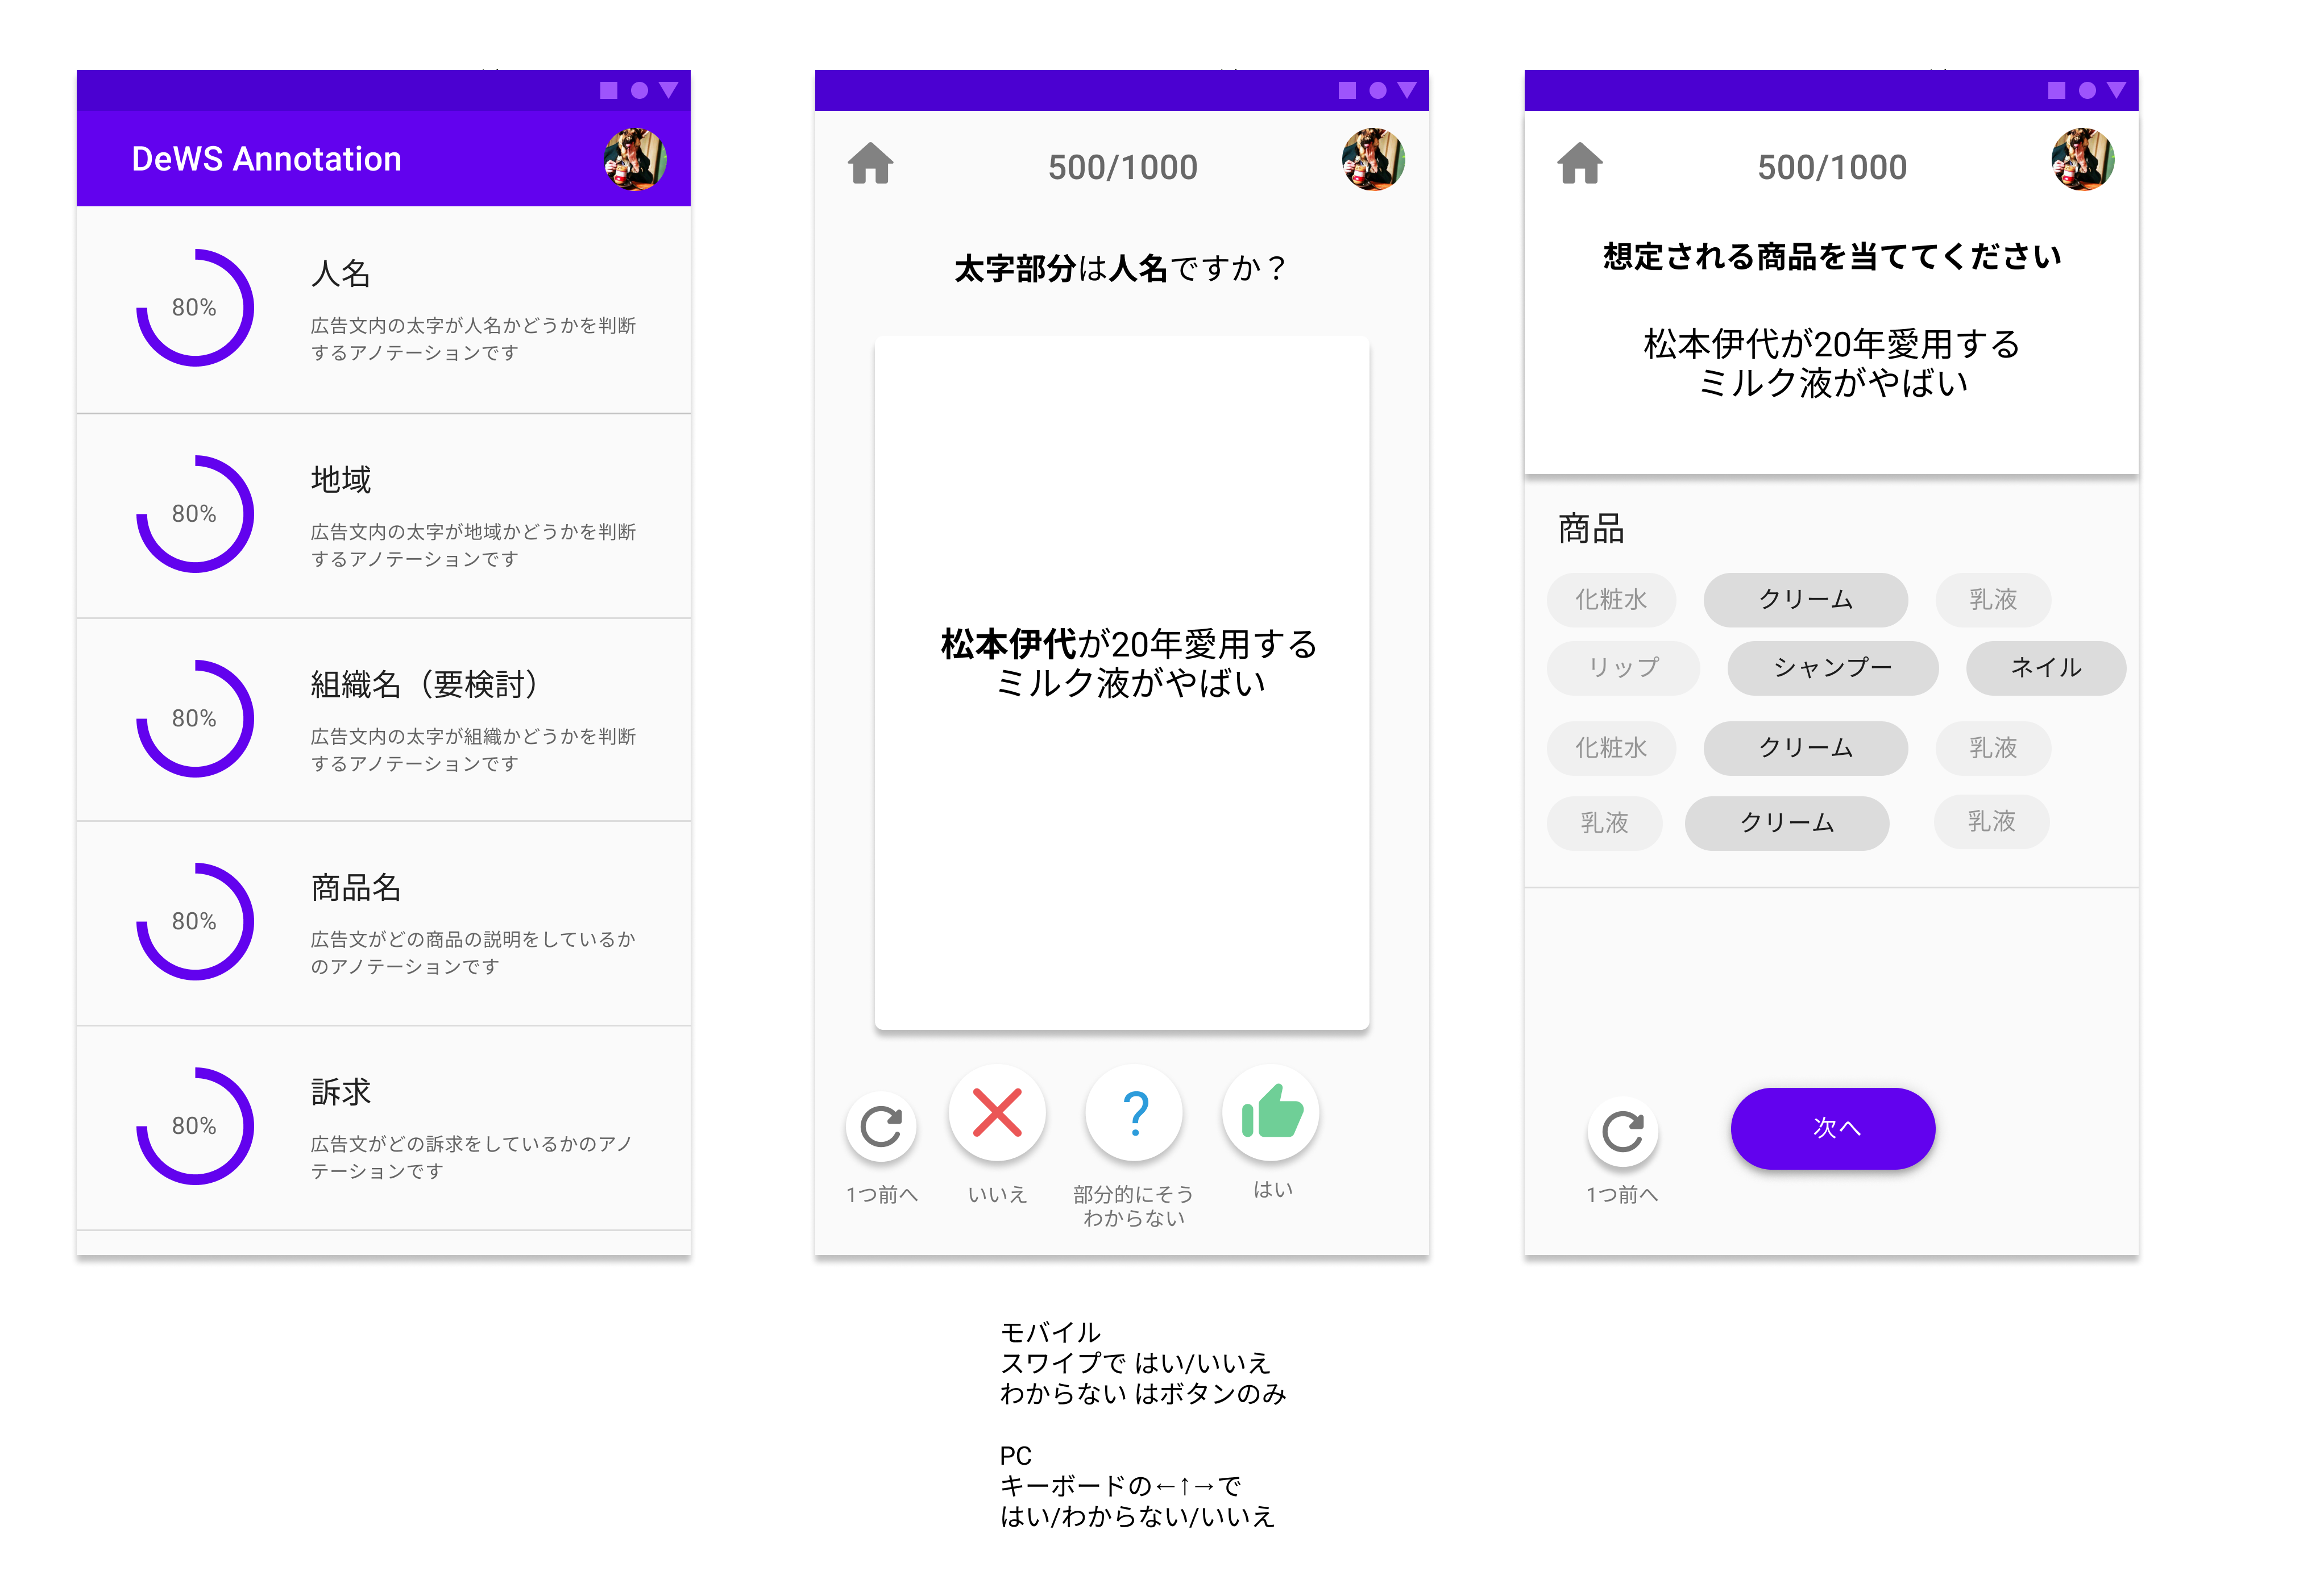 DeWS Annotation
80%
人名
広告文内の太字が人名かどうかを判断
するアノテーションです
80%
地域
広告文内の太字が地域かどうかを判断
するアノテーションです
80%
組織名（要検討）
広告文内の太字が組織かどうかを判断
するアノテーションです
80%
商品名
広告文がどの商品の説明をしているか
のアノテーションです
80%
訴求
広告文がどの訴求をしているかのアノ
テーションです
500/1000
太字部分は人名ですか？
松本伊代が20年愛用する
ミルク液がやばい
?
1つ前へ
いいえ
部分的にそう
わからない
はい
モバイル
スワイプで はい/いいえ
わからない はボタンのみ
PC
キーボードの←↑→で
はい/わからない/いいえ
500/1000
想定される商品を当ててください
松本伊代が20年愛用する
ミルク液がやばい
商品
化粧水 クリーム 乳液
リップ シャンプー ネイル
化粧水 クリーム 乳液
乳液 クリーム 乳液
次へ
1つ前へ